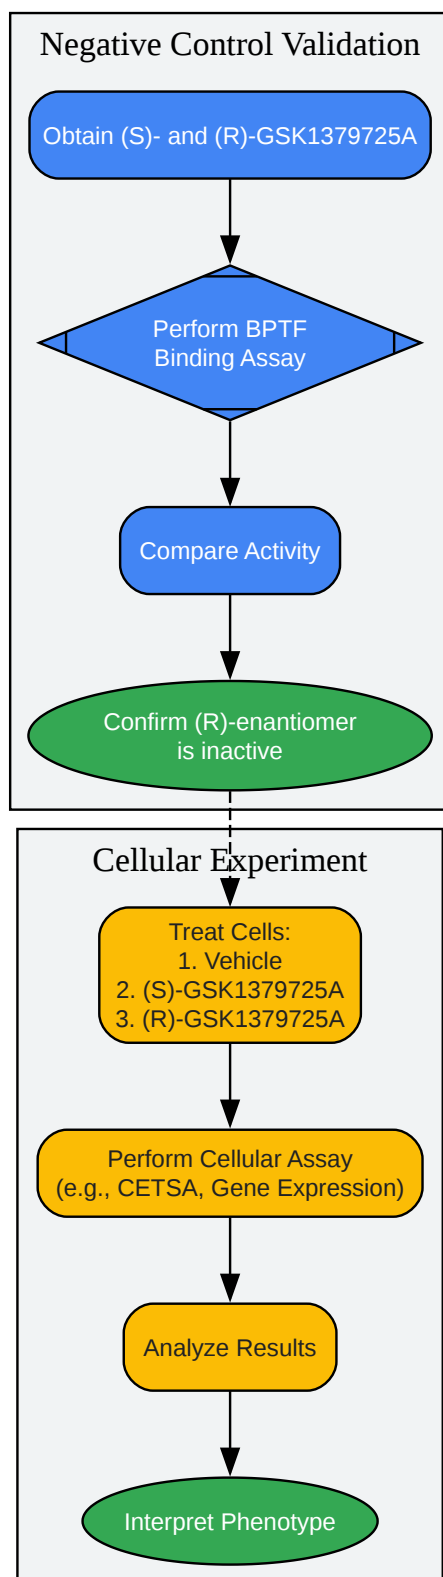 Negative Control Validation
Obtain (S)- and (R)-GSK1379725A
Perform BPTF
Binding Assay
Compare Activity
Confirm (R)-enantiomer
is inactive
Cellular Experiment
Treat Cells:
1. Vehicle
2. (S)-GSK1379725A
3. (R)-GSK1379725A
Perform Cellular Assay
(e.g., CETSA, Gene Expression)
Analyze Results
Interpret Phenotype